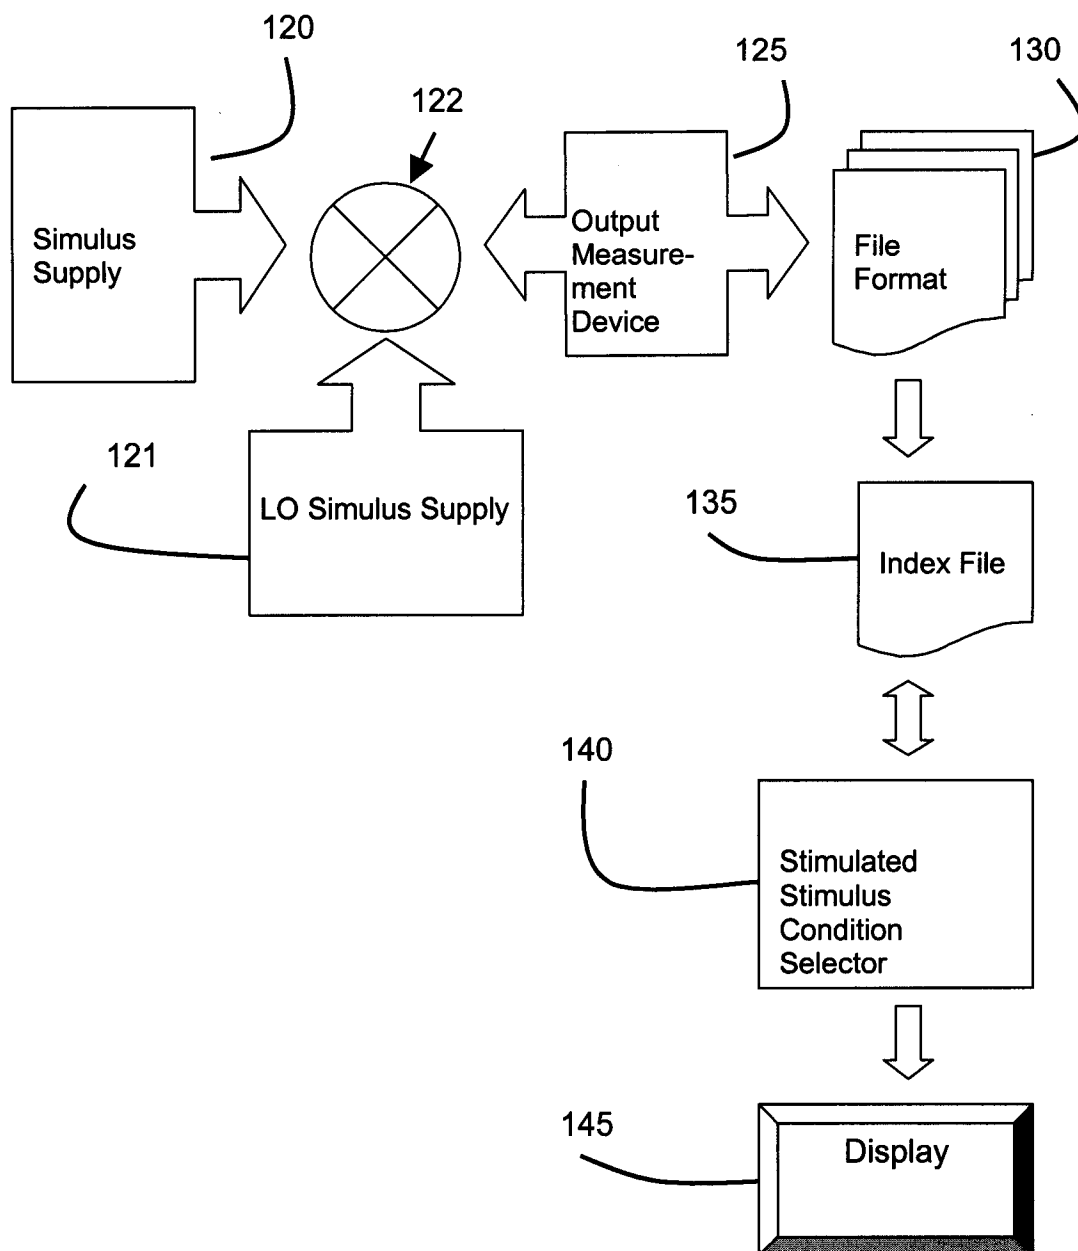 120
125
130
122
Simulus
Supply
Output
Measure-
ment
Device
File
Format
121
LO Simulus Supply
135
Index File
140
Stimulated
Stimulus
Condition
Selector
145
Display